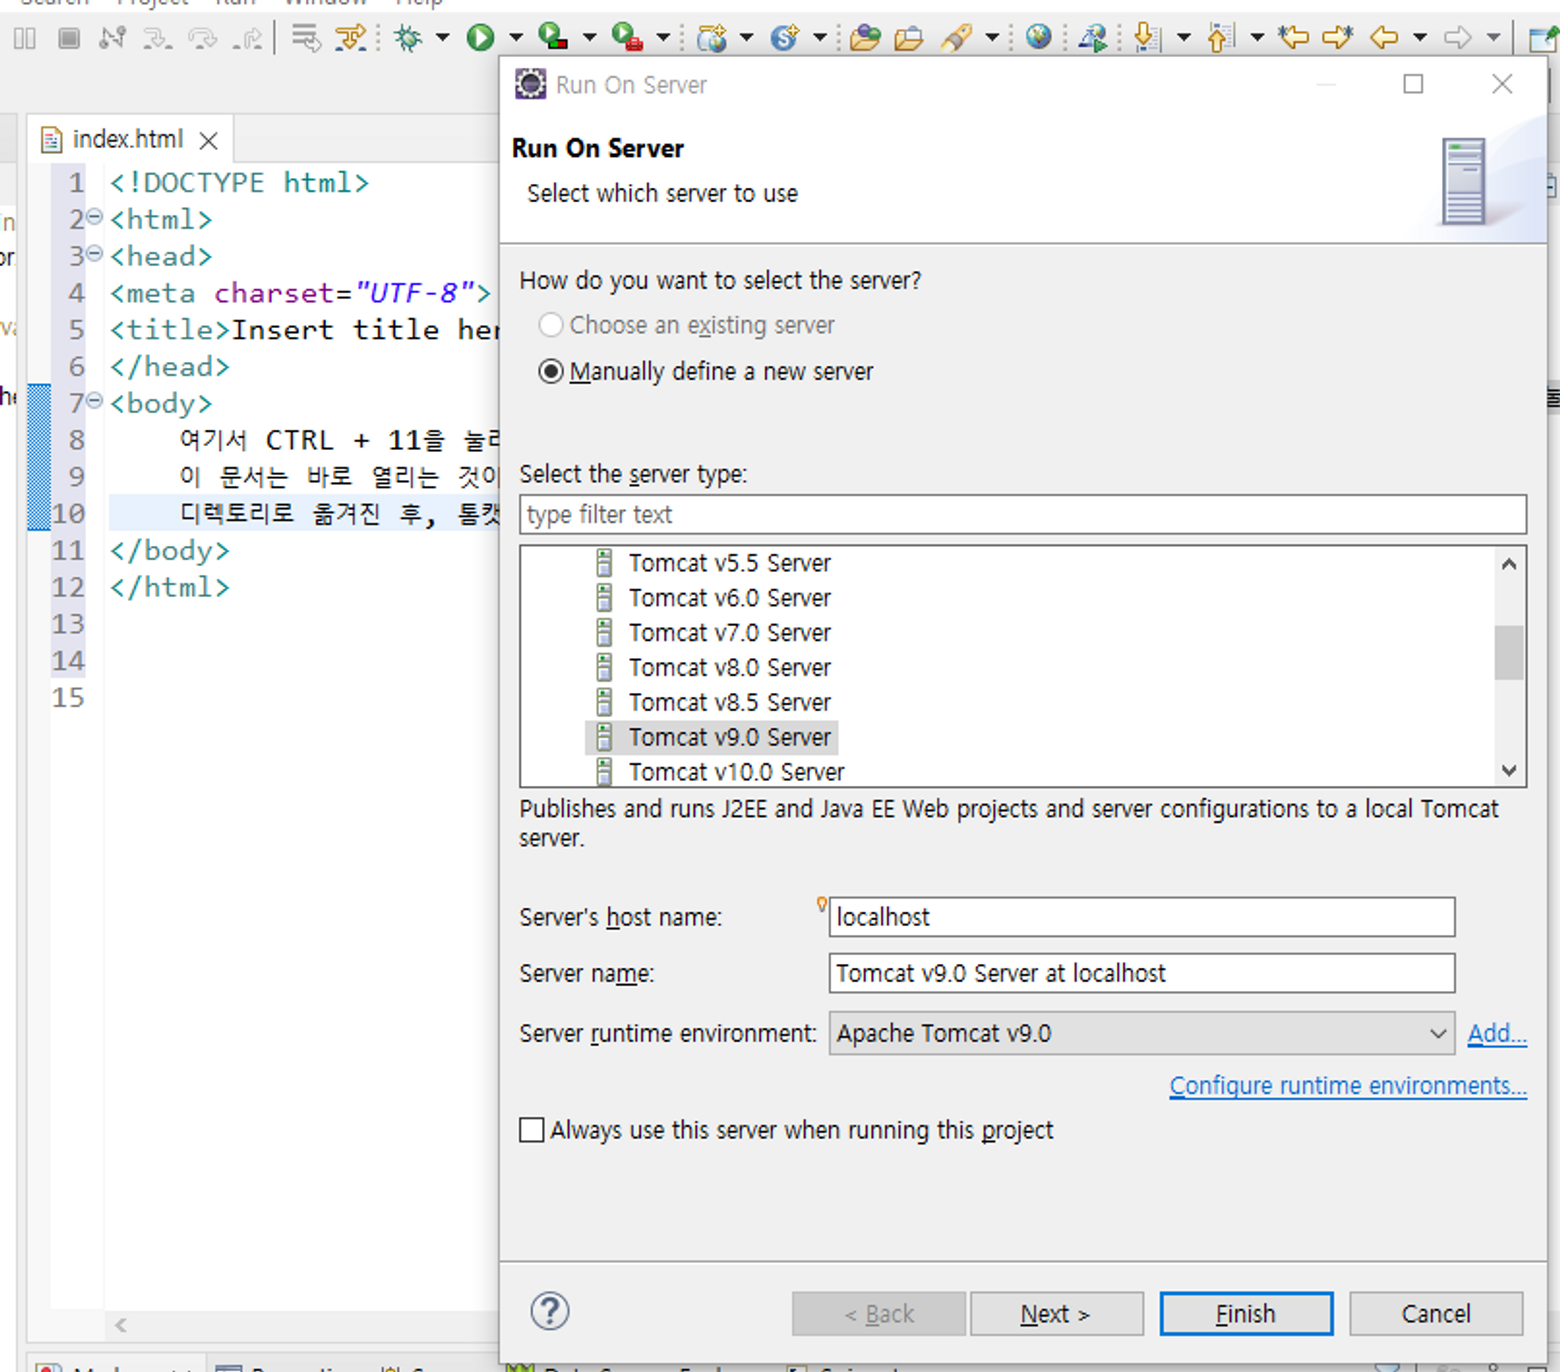 Search Project Run Window Help
index.html
1 <!DOCTYPE html>
2 <html>
3 <head>
4 <meta charset="UTF-8">
5 <title>Insert title her
6 </head>
7 <body>
8 여기서 CTRL + 11을
9 이 문서는 바로 열리는 것이
10 디렉토리로 옮겨진 후, 톰캣
11 </body>
12 </html>
13
14
15
Run On Server
Run On Server
Select which server to use
How do you want to select the server?
Choose an existing server
Manually define a new server
Select the server type:
type filter text
Tomcat v5.5 Server
Tomcat v6.0 Server
Tomcat v7.0 Server
Tomcat v8.0 Server
Tomcat v8.5 Server
Tomcat v9.0 Server
Tomcat v10.0 Server
Publishes and runs J2EE and Java EE Web projects and server configurations to a local Tomcat
server.
Server's host name: localhost
Server name: Tomcat v9.0 Server at localhost
Server runtime environment: Apache Tomcat v9.0 Add...
Configure runtime environments...
Always use this server when running this project
? < Back Next > Finish Cancel